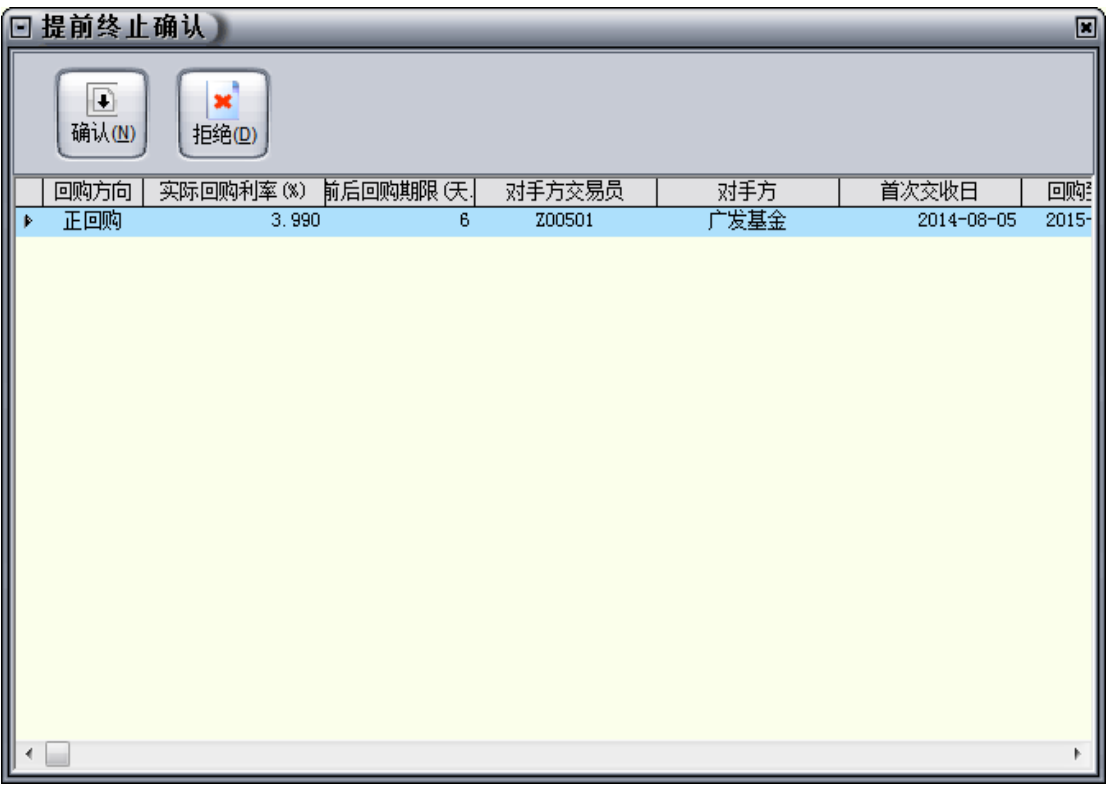 提前终止确认
确认(N) 拒绝(D)
回购方向 实际回购利率(%) 前后回购期限(天. 对手方交易员 对手方 首次交收日 回购
正回购 3.990 6 Z00501 广发基金 2014-08-05 2015-